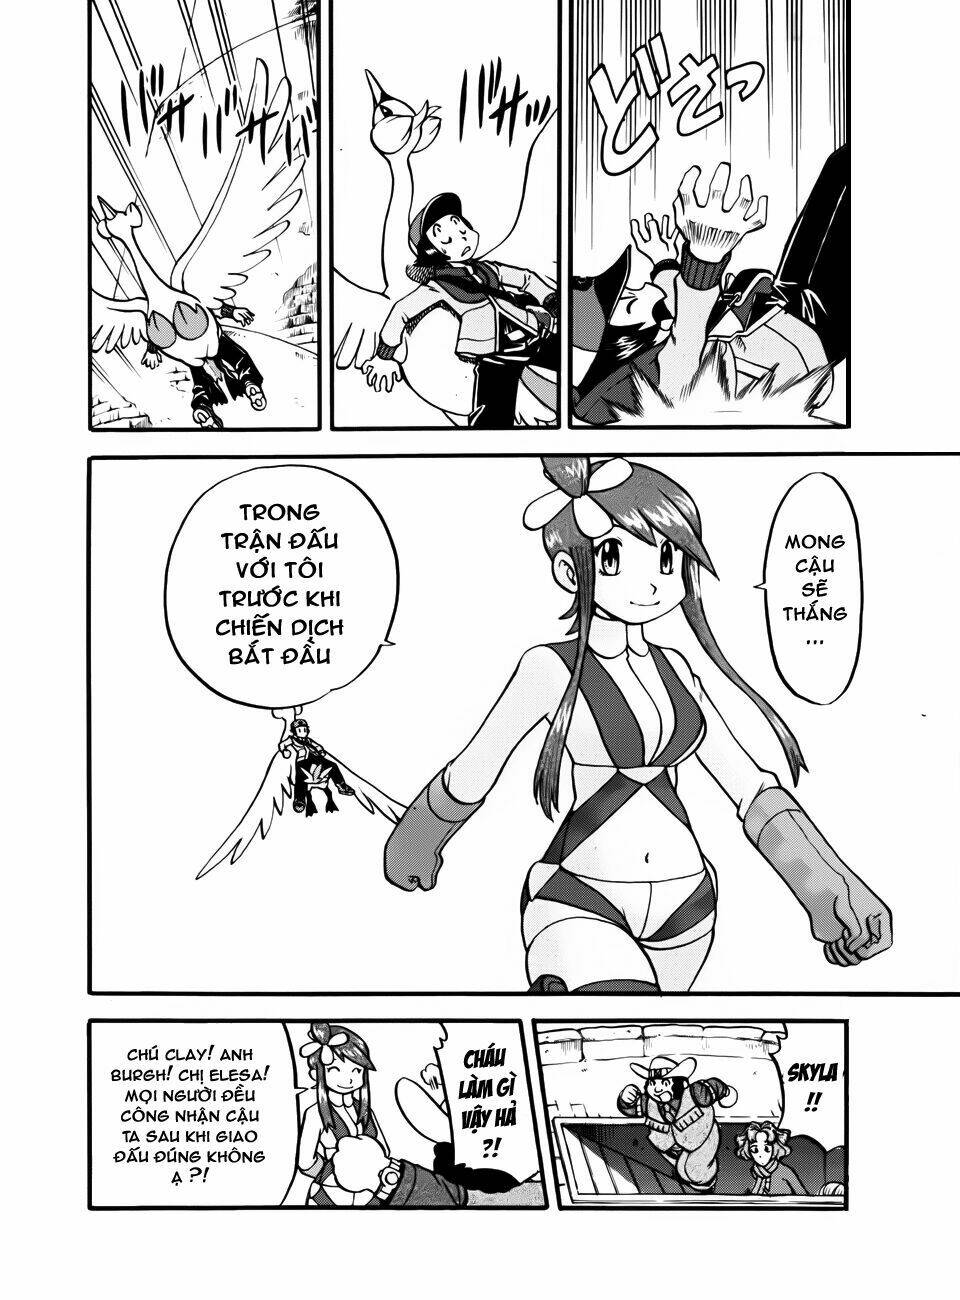 どさっ
バサ
バサ
バサ
バサ
MONG
CẬU
SẼ
THẮNG
...
TRONG
TRẬN ĐẤU
VỚI TÔI
TRƯỚC KHI
CHIẾN DỊCH
BẮT ĐẦU
SKYLA
!!
CHÁU
LÀM GÌ
VẬY HẢ
?!
CHÚ CLAY! ANH
BURGH! CHỊ ELESA!
MỌI NGƯỜI ĐỀU
CÔNG NHẬN CẬU
TA SAU KHI GIAO
ĐẤU ĐÚNG KHÔNG
Ạ ?!